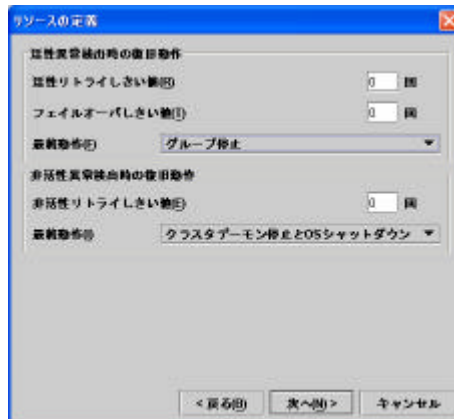 リソースの定義
活性異常検出時の復旧動作
活性リトライしきい値(R) 0 回
フェイルオーバしきい値(T) 0 回
最終動作(F) グループ停止
非活性異常検出時の復旧動作
非活性リトライしきい値(E) 0 回
最終動作(I) クラスタデーモン停止とOSシャットダウン
< 戻る(B) 次へ(N) > キャンセル